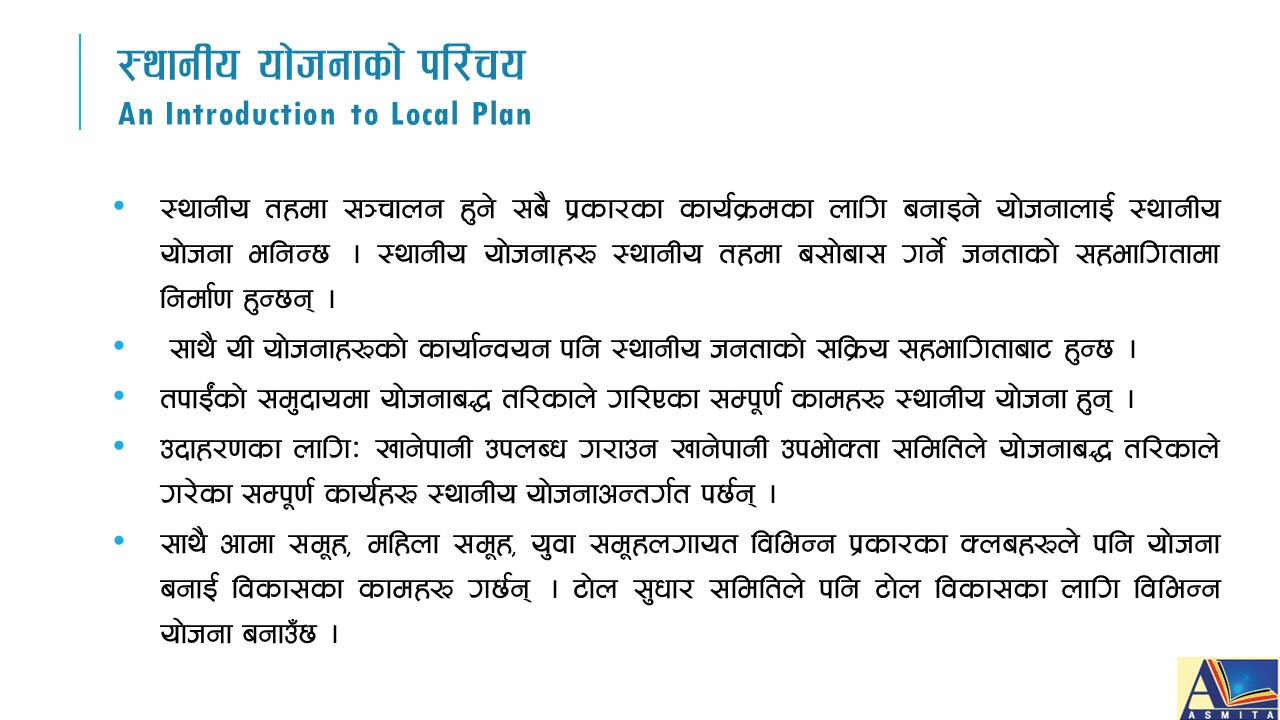 स्थानीय योजनाको परिचय
An Introduction to Local Plan
• स्थानीय तहमा सञ्चालन हुने सबै प्रकारका कार्यक्रमका लागि बनाइने योजनालाई स्थानीय
योजना भनिन्छ । स्थानीय योजनाहरू स्थानीय तहमा बसोबास गर्ने जनताको सहभागितामा
निर्माण हुन्छन् ।
• साथै यी योजनाहरूको कार्यान्वयन पनि स्थानीय जनताको सक्रिय सहभागिताबाट हुन्छ ।
• तपाईंको समुदायमा योजनाबद्ध तरिकाले गरिएका सम्पूर्ण कामहरू स्थानीय योजना हुन् ।
• उदाहरणका लागि: खानेपानी उपलब्ध गराउन खानेपानी उपभोक्ता समितिले योजनाबद्ध तरिकाले
गरेका सम्पूर्ण कार्यहरू स्थानीय योजनाअन्तर्गत पर्छन् ।
• साथै आमा समूह, महिला समूह, युवा समूहलगायत विभिन्न प्रकारका क्लबहरूले पनि योजना
बनाई विकासका कामहरू गर्छन् । टोल सुधार समितिले पनि टोल विकासका लागि विभिन्न
योजना बनाउँछ ।
ASMITA